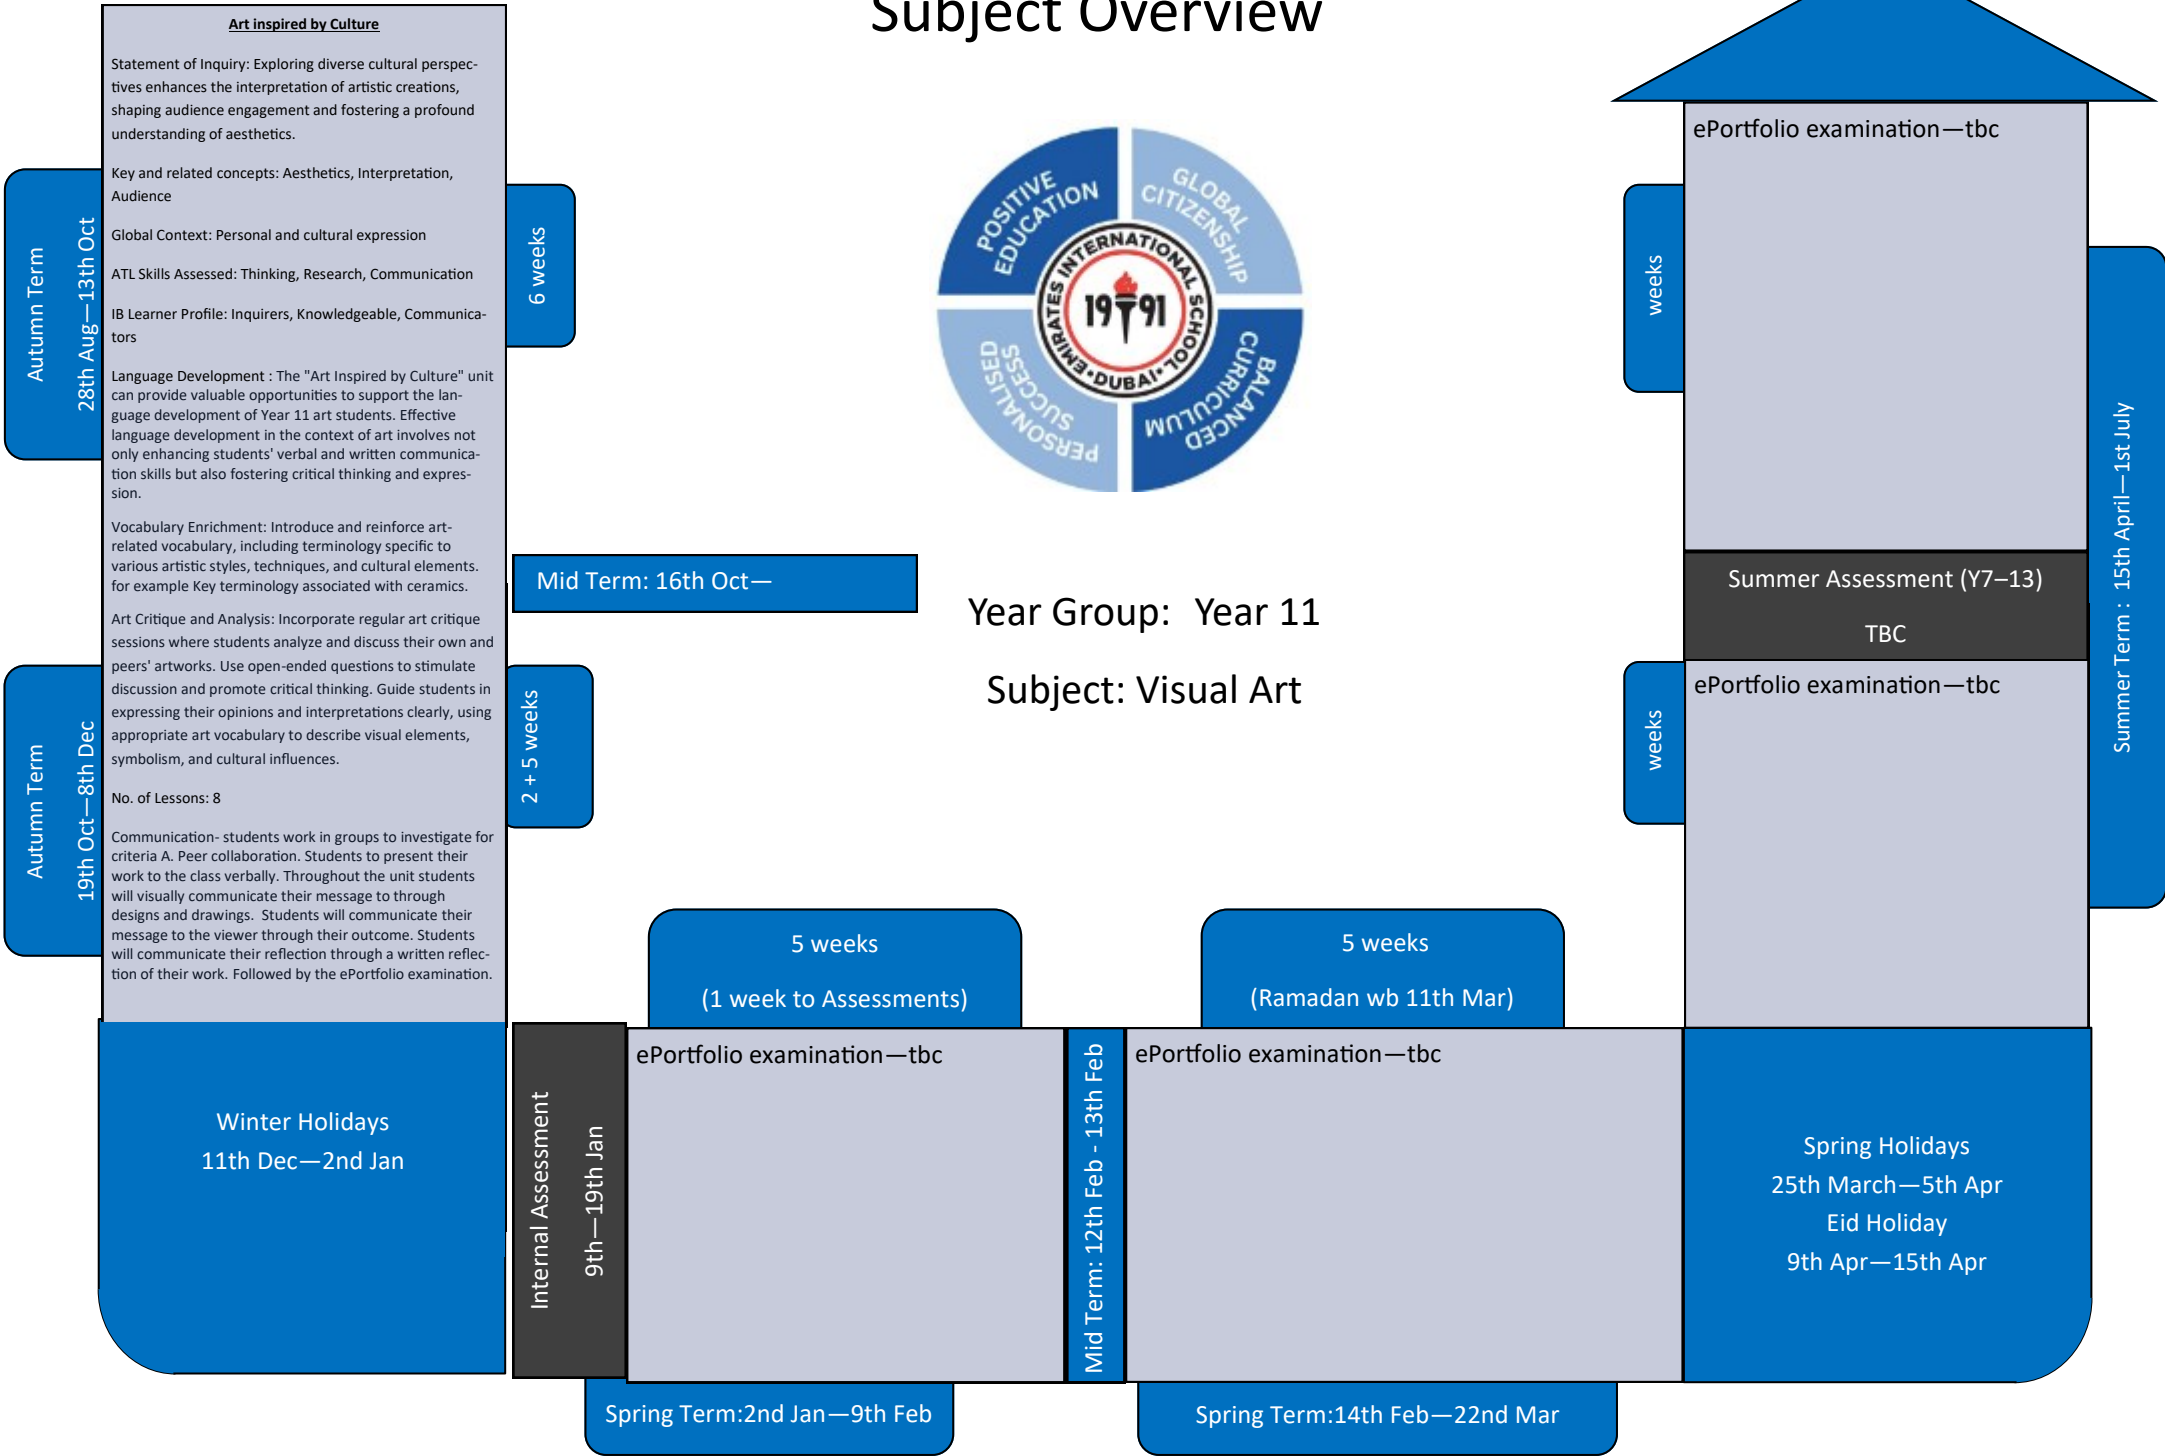 Subject Overview
Art inspired by Culture
Statement of Inquiry: Exploring diverse cultural perspec-
tives enhances the interpretation of artistic creations,
shaping audience engagement and fostering a profound
understanding of aesthetics.
Key and related concepts: Aesthetics, Interpretation,
Audience
Global Context: Personal and cultural expression
ATL Skills Assessed: Thinking, Research, Communication
IB Learner Profile: Inquirers, Knowledgeable, Communica-
tors
Language Development : The "Art Inspired by Culture" unit
can provide valuable opportunities to support the lan-
guage development of Year 11 art students. Effective
language development in the context of art involves not
only enhancing students' verbal and written communica-
tion skills but also fostering critical thinking and expres-
sion.
Vocabulary Enrichment: Introduce and reinforce art-
related vocabulary, including terminology specific to
various artistic styles, techniques, and cultural elements.
for example Key terminology associated with ceramics.
Art Critique and Analysis: Incorporate regular art critique
sessions where students analyze and discuss their own and
peers' artworks. Use open-ended questions to stimulate
discussion and promote critical thinking. Guide students in
expressing their opinions and interpretations clearly, using
appropriate art vocabulary to describe visual elements,
symbolism, and cultural influences.
No. of Lessons: 8
Communication- students work in groups to investigate for
criteria A. Peer collaboration. Students to present their
work to the class verbally. Throughout the unit students
will visually communicate their message to through
designs and drawings.  Students will communicate their
message to the viewer through their outcome. Students
will communicate their reflection through a written reflec-
tion of their work. Followed by the ePortfolio examination.
Autumn Term
28th Aug—13th Oct
6 weeks
Mid Term: 16th Oct—
Autumn Term
19th Oct—8th Dec
2 + 5 weeks
POSITIVE
EDUCATION
GLOBAL
CITIZENSHIP
PERSONALISED
SUCCESS
BALANCED
CURRICULUM
EMIRATES INTERNATIONAL SCHOOL
•DUBAI•
19 91
Year Group:  Year 11
Subject: Visual Art
Winter Holidays
11th Dec—2nd Jan
Internal Assessment
9th—19th Jan
5 weeks
(1 week to Assessments)
ePortfolio examination—tbc
Spring Term:2nd Jan—9th Feb
Mid Term: 12th Feb - 13th Feb
5 weeks
(Ramadan wb 11th Mar)
ePortfolio examination—tbc
Spring Term:14th Feb—22nd Mar
Spring Holidays
25th March—5th Apr
Eid Holiday
9th Apr—15th Apr
ePortfolio examination—tbc
weeks
Summer Assessment (Y7–13)
TBC
ePortfolio examination—tbc
weeks
Summer Term :  15th April—1st July